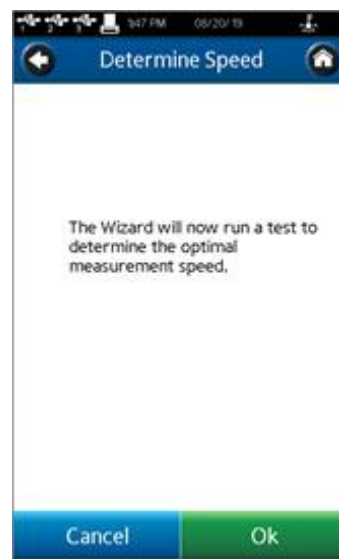 1:47 PM 08/20/19
Determine Speed
The Wizard will now run a test to
determine the optimal
measurement speed.
Cancel Ok